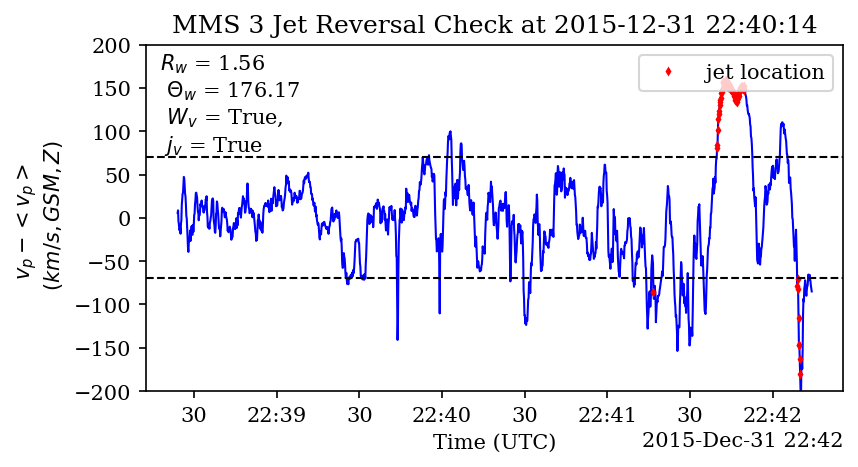 MMS 3 Jet Reversal Check at 2015-12-31 22:40:14
R_w = 1.56
Θ_w = 176.17
W_v = True,
j_v = True
jet location
200
150
100
50
0
−50
−100
−150
−200
v_p − < v_p >
(km/s, GSM, Z)
30 22:39 30 22:40 30 22:41 30 22:42
Time (UTC)
2015-Dec-31 22:42